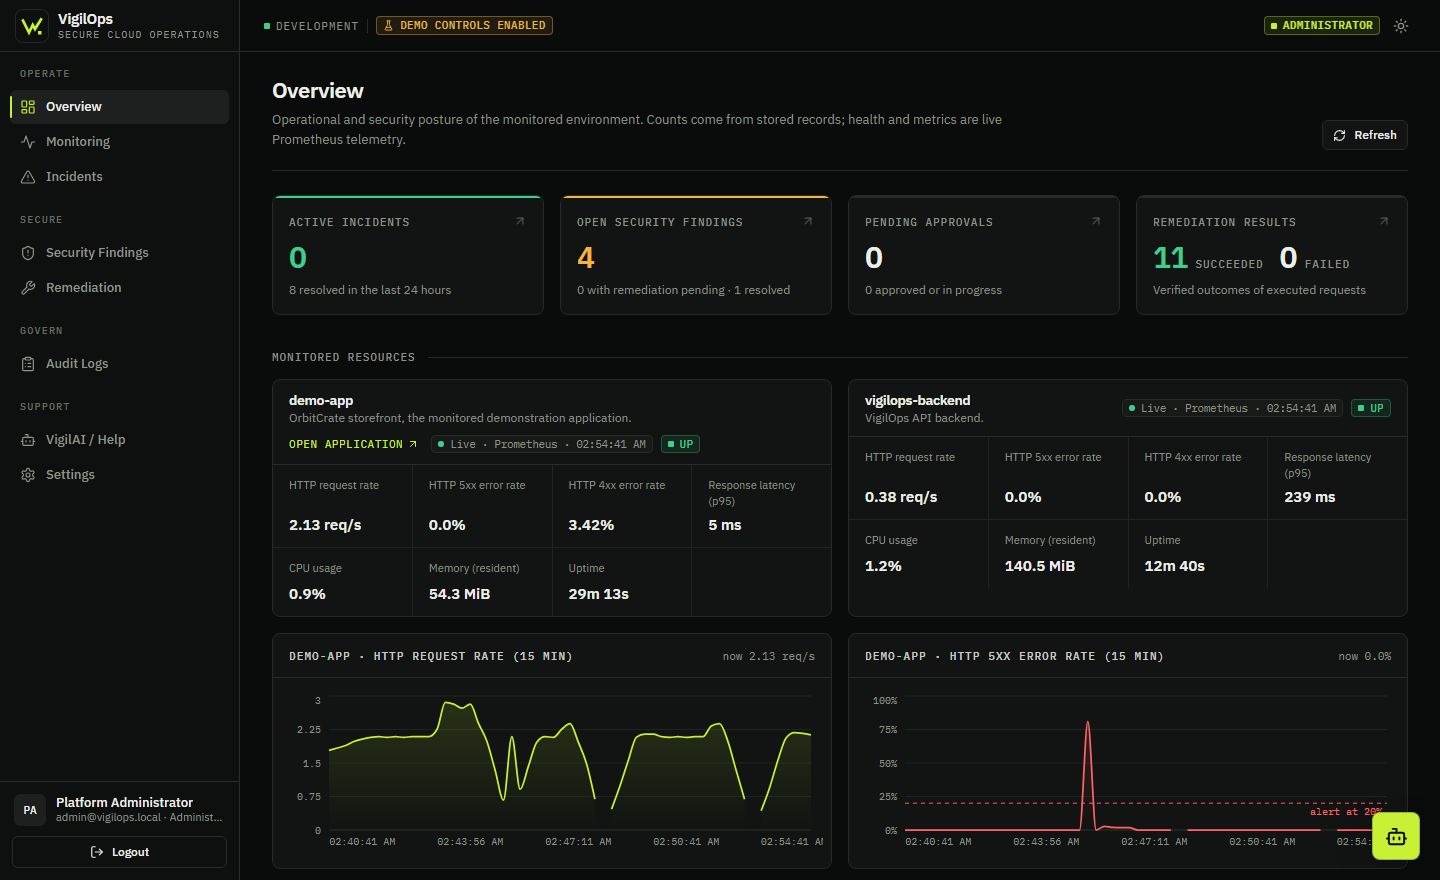 VigilOps
SECURE CLOUD OPERATIONS
DEVELOPMENT
DEMO CONTROLS ENABLED
ADMINISTRATOR
OPERATE
Overview
Monitoring
Incidents
SECURE
Security Findings
Remediation
GOVERN
Audit Logs
SUPPORT
VigilAI / Help
Settings
PA
Platform Administrator
admin@vigilops.local · Administ...
Logout
Overview
Operational and security posture of the monitored environment. Counts come from stored records; health and metrics are live
Prometheus telemetry.
Refresh
ACTIVE INCIDENTS
0
8 resolved in the last 24 hours
OPEN SECURITY FINDINGS
4
0 with remediation pending · 1 resolved
PENDING APPROVALS
0
0 approved or in progress
REMEDIATION RESULTS
11 SUCCEEDED 0 FAILED
Verified outcomes of executed requests
MONITORED RESOURCES
demo-app
OrbitCrate storefront, the monitored demonstration application.
OPEN APPLICATION Live · Prometheus · 02:54:41 AM UP
HTTP request rate
2.13 req/s
HTTP 5xx error rate
0.0%
HTTP 4xx error rate
3.42%
Response latency
(p95)
5 ms
CPU usage
0.9%
Memory (resident)
54.3 MiB
Uptime
29m 13s
vigilops-backend
VigilOps API backend.
Live · Prometheus · 02:54:41 AM UP
HTTP request rate
0.38 req/s
HTTP 5xx error rate
0.0%
HTTP 4xx error rate
0.0%
Response latency
(p95)
239 ms
CPU usage
1.2%
Memory (resident)
140.5 MiB
Uptime
12m 40s
DEMO-APP · HTTP REQUEST RATE (15 MIN) now 2.13 req/s
3
2.25
1.5
0.75
0
02:40:41 AM 02:43:56 AM 02:47:11 AM 02:50:41 AM 02:54:41 AM
DEMO-APP · HTTP 5XX ERROR RATE (15 MIN) now 0.0%
100%
75%
50%
25%
alert at 20%
0%
02:40:41 AM 02:43:56 AM 02:47:11 AM 02:50:41 AM 02:54: